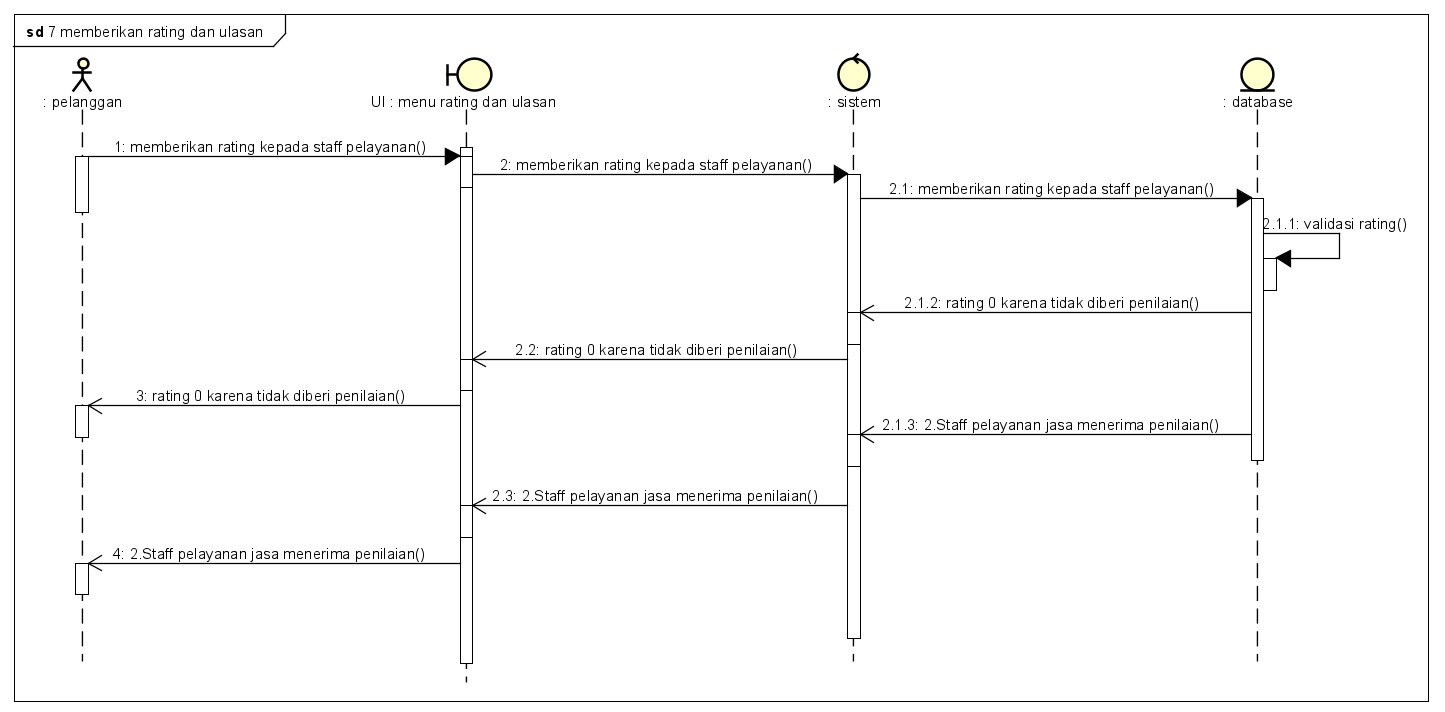 sd 7 memberikan rating dan ulasan
: pelanggan
UI : menu rating dan ulasan
: sistem
: database
1: memberikan rating kepada staff pelayanan()
2: memberikan rating kepada staff pelayanan()
2.1: memberikan rating kepada staff pelayanan()
2.1.1: validasi rating()
2.1.2: rating 0 karena tidak diberi penilaian()
2.2: rating 0 karena tidak diberi penilaian()
3: rating 0 karena tidak diberi penilaian()
2.1.3: 2.Staff pelayanan jasa menerima penilaian()
2.3: 2.Staff pelayanan jasa menerima penilaian()
4: 2.Staff pelayanan jasa menerima penilaian()